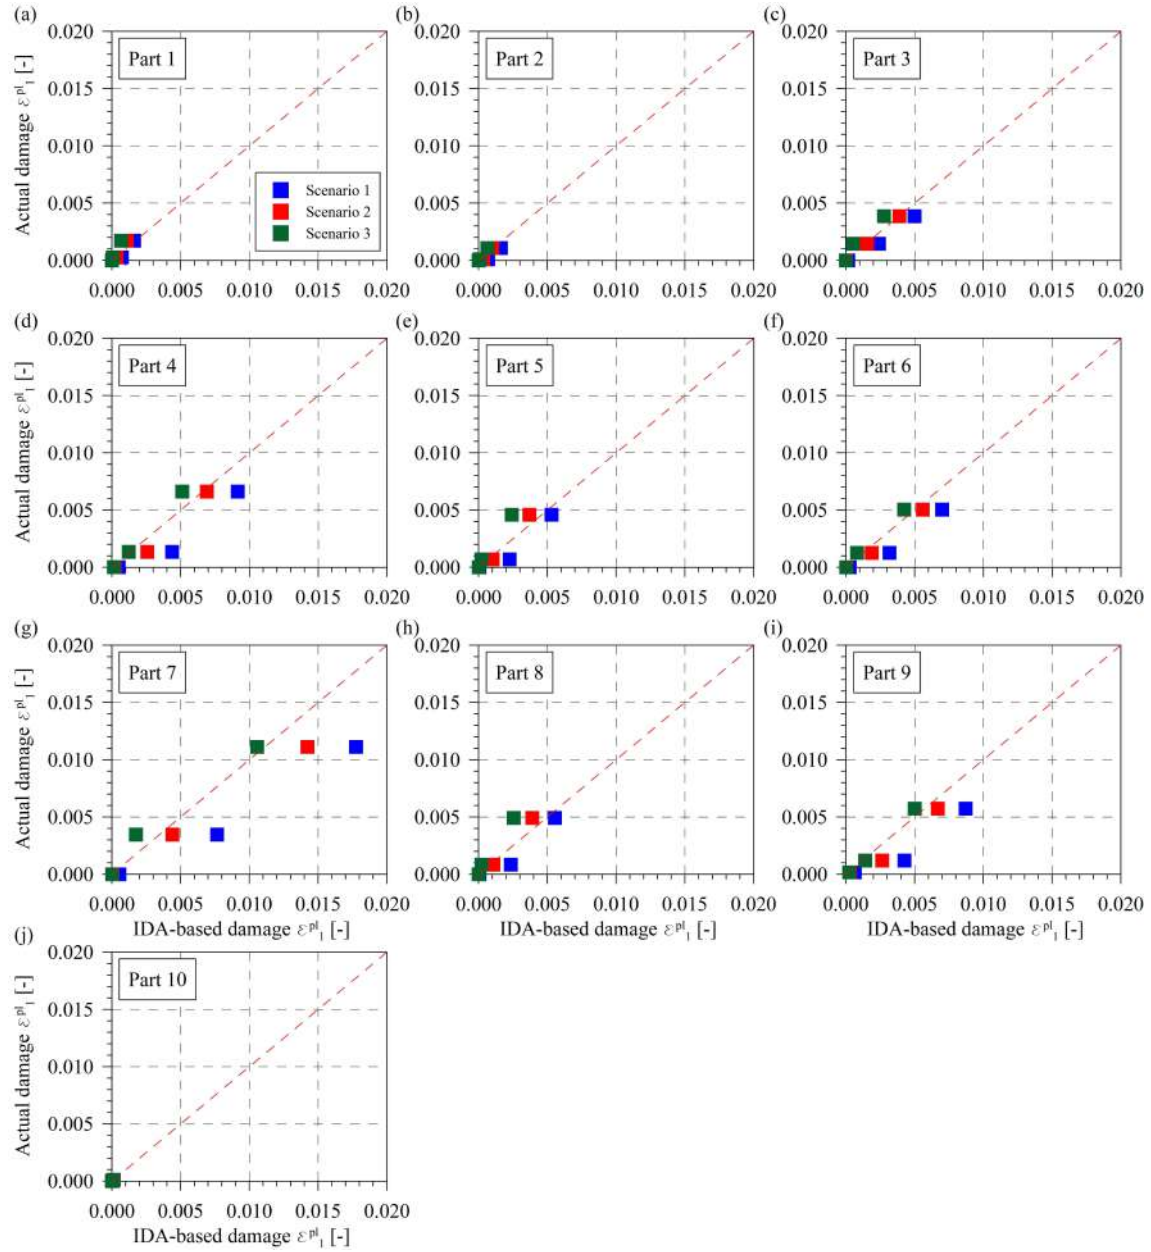 (a) (b) (c)
0.020 0.020 0.020
Part 1 Part 2 Part 3
0.015 0.015 0.015
Actual damage ε^pl_1 [-]
0.010 0.010 0.010
Scenario 1
0.005 0.005 0.005
Scenario 2
Scenario 3
0.000 0.000 0.000
0.000 0.005 0.010 0.015 0.020 0.000 0.005 0.010 0.015 0.020 0.000 0.005 0.010 0.015 0.020
(d) (e) (f)
0.020 0.020 0.020
Part 4 Part 5 Part 6
0.015 0.015 0.015
Actual damage ε^pl_1 [-]
0.010 0.010 0.010
0.005 0.005 0.005
0.000 0.000 0.000
0.000 0.005 0.010 0.015 0.020 0.000 0.005 0.010 0.015 0.020 0.000 0.005 0.010 0.015 0.020
(g) (h) (i)
0.020 0.020 0.020
Part 7 Part 8 Part 9
0.015 0.015 0.015
Actual damage ε^pl_1 [-]
0.010 0.010 0.010
0.005 0.005 0.005
0.000 0.000 0.000
0.000 0.005 0.010 0.015 0.020 0.000 0.005 0.010 0.015 0.020 0.000 0.005 0.010 0.015 0.020
IDA-based damage ε^pl_1 [-] IDA-based damage ε^pl_1 [-] IDA-based damage ε^pl_1 [-]
(j)
0.020
Part 10
0.015
Actual damage ε^pl_1 [-]
0.010
0.005
0.000
0.000 0.005 0.010 0.015 0.020
IDA-based damage ε^pl_1 [-]